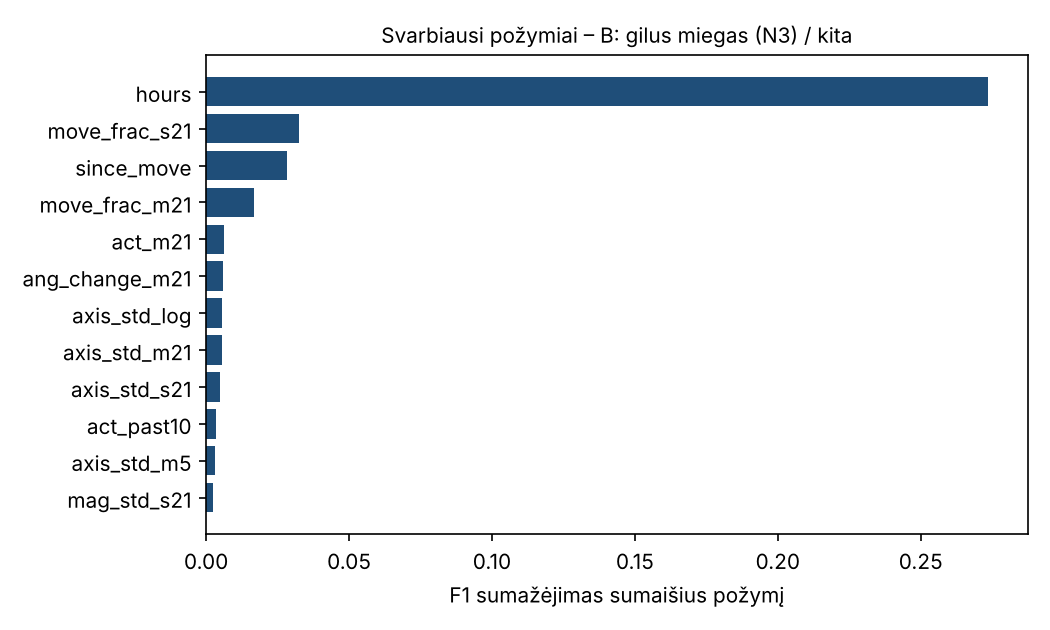 Svarbiausi požymiai – B: gilus miegas (N3) / kita
hours
move_frac_s21
since_move
move_frac_m21
act_m21
ang_change_m21
axis_std_log
axis_std_m21
axis_std_s21
act_past10
axis_std_m5
mag_std_s21
0.00 0.05 0.10 0.15 0.20 0.25
F1 sumažėjimas sumaišius požymį